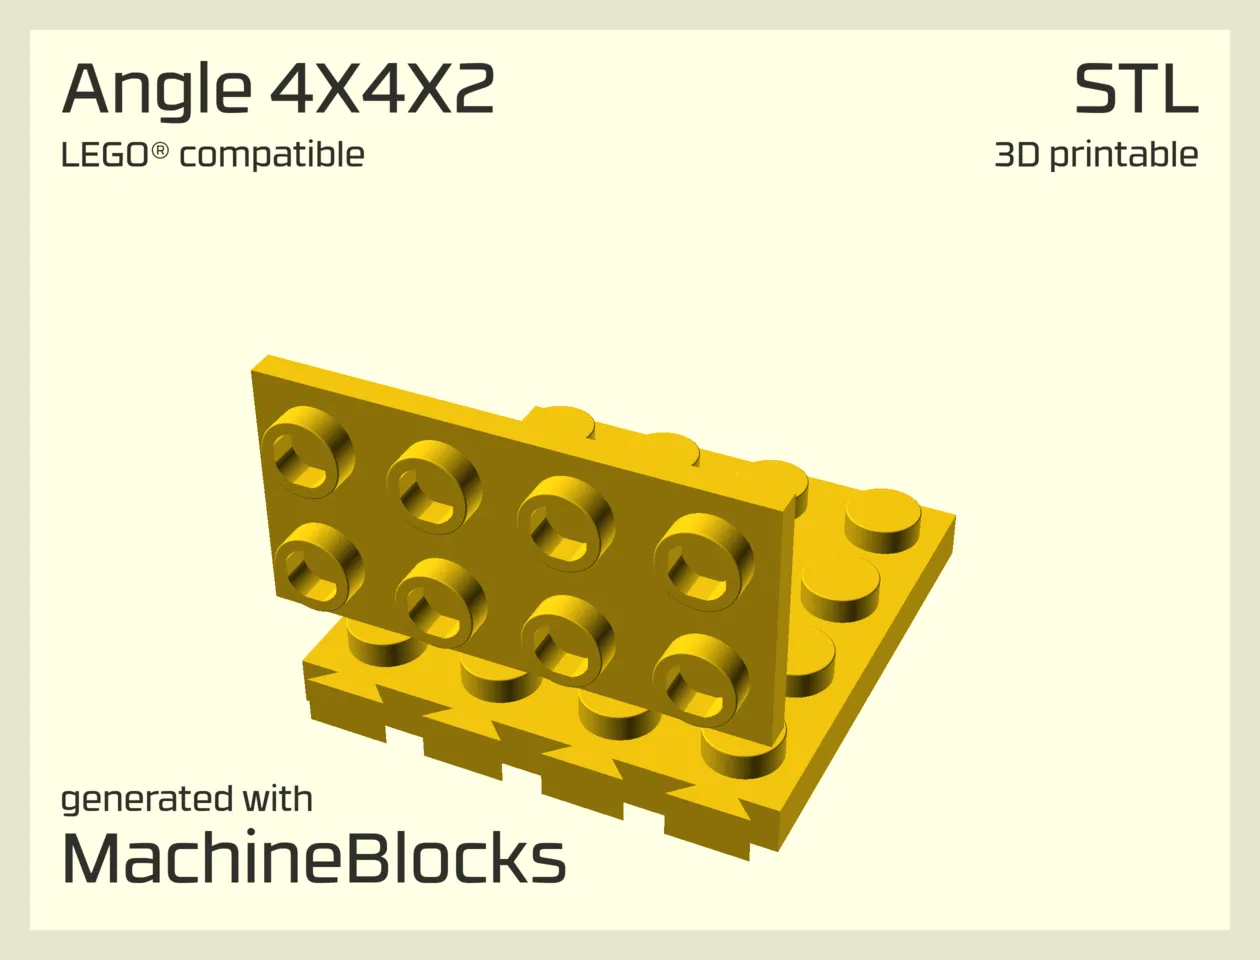 Angle 4X4X2
LEGO® compatible
STL
3D printable
generated with
MachineBlocks